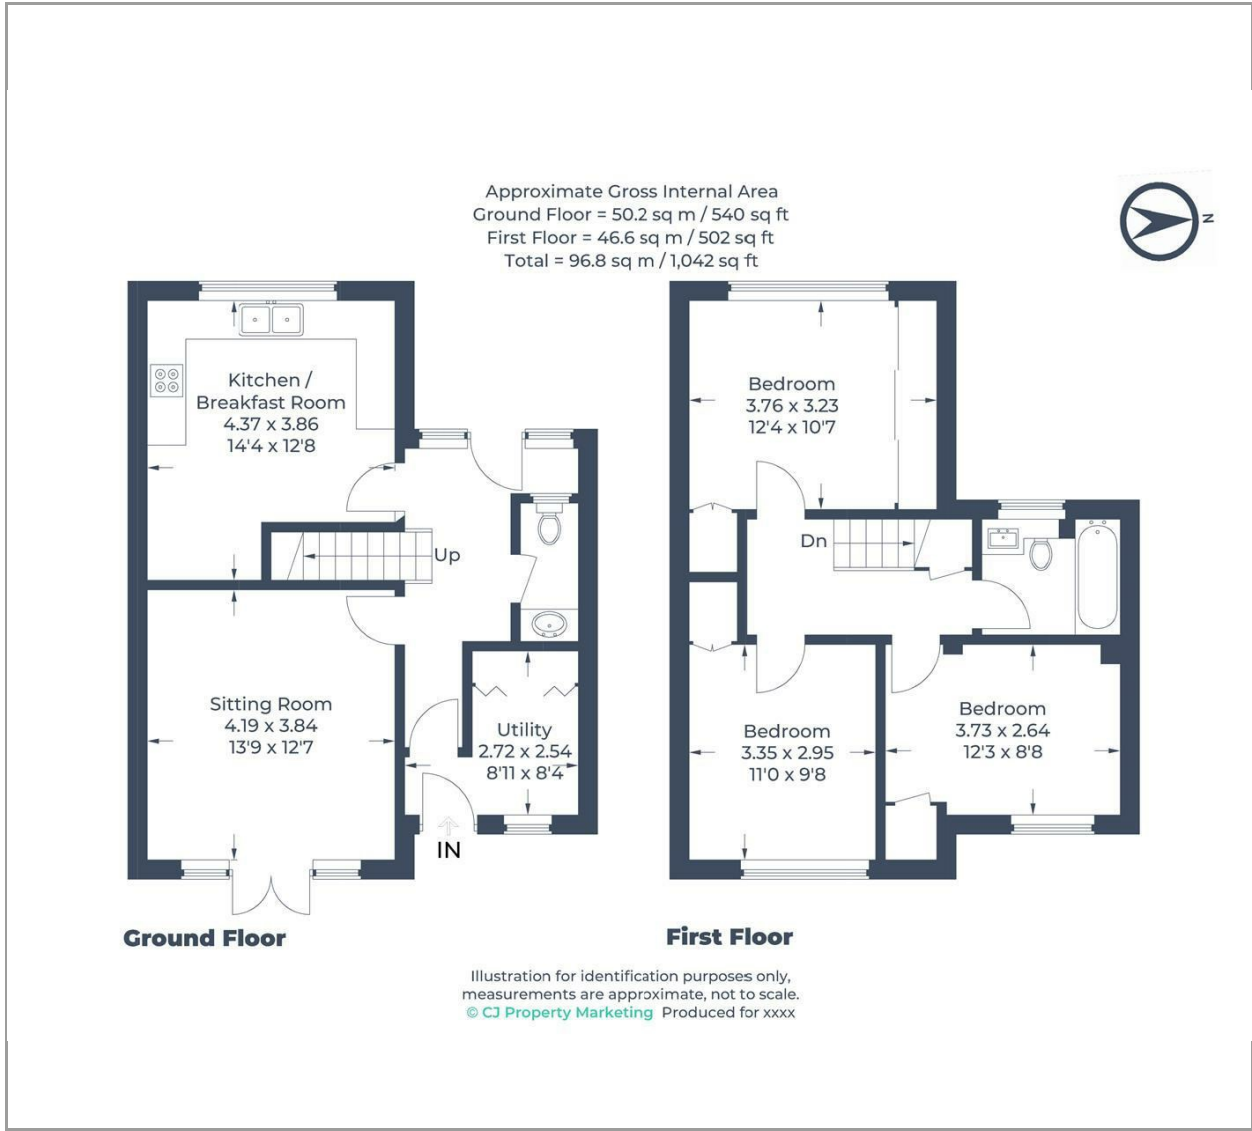 Approximate Gross Internal Area
Ground Floor = 50.2 sq m / 540 sq ft
First Floor = 46.6 sq m / 502 sq ft
Total = 96.8 sq m / 1,042 sq ft
N
Kitchen /
Breakfast Room
4.37 x 3.86
14'4 x 12'8
Up
Sitting Room
4.19 x 3.84
13'9 x 12'7
Utility
2.72 x 2.54
8'11 x 8'4
IN
Ground Floor
Bedroom
3.76 x 3.23
12'4 x 10'7
Dn
Bedroom
3.35 x 2.95
11'0 x 9'8
Bedroom
3.73 x 2.64
12'3 x 8'8
First Floor
Illustration for identification purposes only,
measurements are approximate, not to scale.
© CJ Property Marketing Produced for xxxx